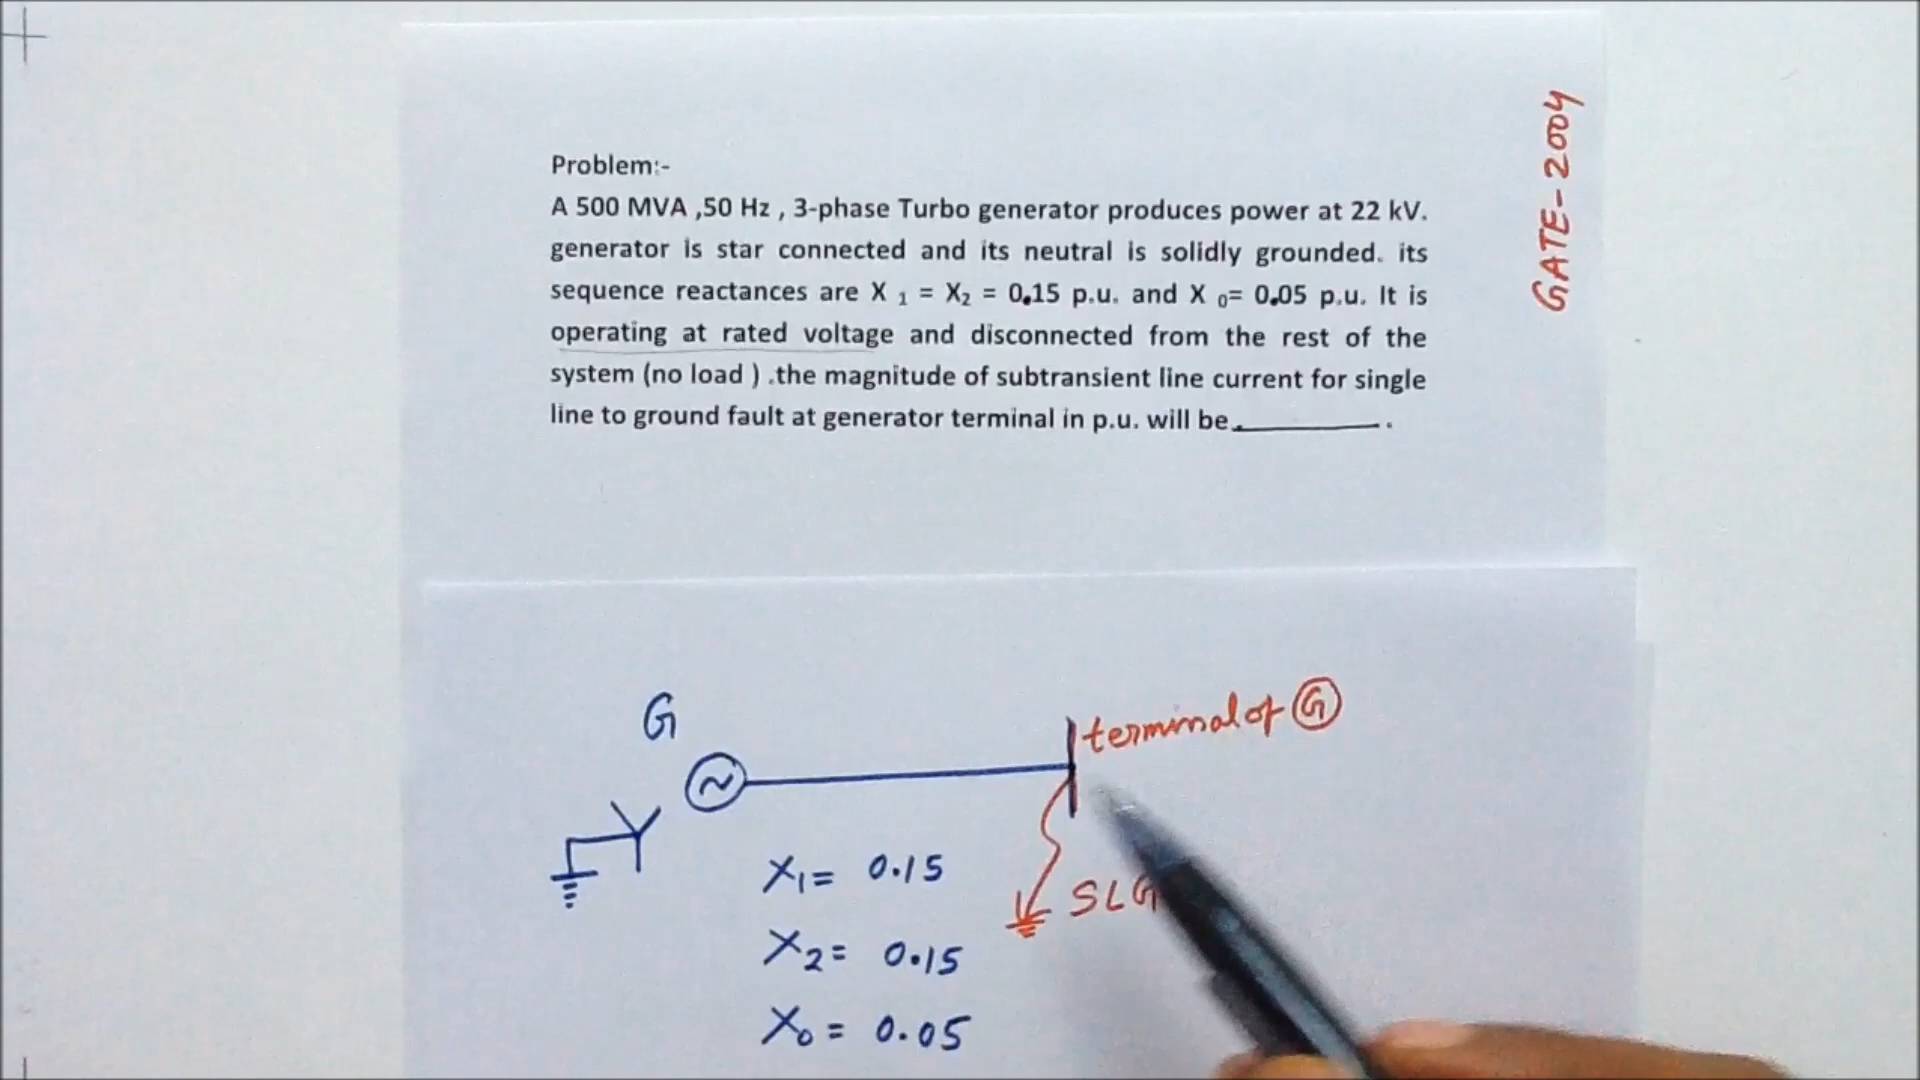 GATE-2004
Problem:-
A 500 MVA ,50 Hz , 3-phase Turbo generator produces power at 22 kV.
generator is star connected and its neutral is solidly grounded. its
sequence reactances are X 1 = X2 = 0.15 p.u. and X 0= 0.05 p.u. It is
operating at rated voltage and disconnected from the rest of the
system (no load ) .the magnitude of subtransient line current for single
line to ground fault at generator terminal in p.u. will be ________ .
G
terminal of G
X1= 0.15
SLG
X2= 0.15
X0= 0.05